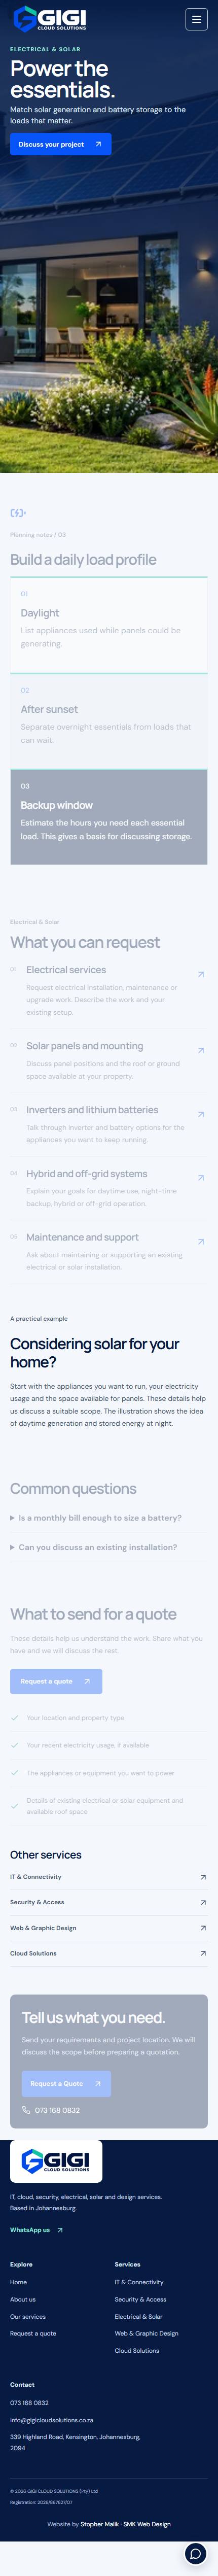 GIGI
CLOUD SOLUTIONS
ELECTRICAL & SOLAR
Power the
essentials.
Match solar generation and battery storage to the
loads that matter.
Discuss your project
Planning notes / 03
Build a daily load profile
01
Daylight
List appliances used while panels could be
generating.
02
After sunset
Separate overnight essentials from loads that
can wait.
03
Backup window
Estimate the hours you need each essential
load. This gives a basis for discussing storage.
Electrical & Solar
What you can request
01
Electrical services
Request electrical installation, maintenance or
upgrade work. Describe the work and your
existing setup.
02
Solar panels and mounting
Discuss panel positions and the roof or ground
space available at your property.
03
Inverters and lithium batteries
Talk through inverter and battery options for the
appliances you want to keep running.
04
Hybrid and off-grid systems
Explain your goals for daytime use, night-time
backup, hybrid or off-grid operation.
05
Maintenance and support
Ask about maintaining or supporting an existing
electrical or solar installation.
A practical example
Considering solar for your
home?
Start with the appliances you want to run, your electricity
usage and the space available for panels. These details help
us discuss a suitable scope. The illustration shows the idea
of daytime generation and stored energy at night.
Common questions
Is a monthly bill enough to size a battery?
Can you discuss an existing installation?
What to send for a quote
These details help us understand the work. Share what you
have and we will discuss the rest.
Request a quote
Your location and property type
Your recent electricity usage, if available
The appliances or equipment you want to power
Details of existing electrical or solar equipment and
available roof space
Other services
IT & Connectivity
Security & Access
Web & Graphic Design
Cloud Solutions
Tell us what you need.
Send your requirements and project location. We will
discuss the scope before preparing a quotation.
Request a Quote
073 168 0832
GIGI
CLOUD SOLUTIONS
IT, cloud, security, electrical, solar and design services.
Based in Johannesburg.
WhatsApp us
Explore
Home
About us
Our services
Request a quote
Services
IT & Connectivity
Security & Access
Electrical & Solar
Web & Graphic Design
Cloud Solutions
Contact
073 168 0832
info@gigicloudsolutions.co.za
339 Highland Road, Kensington, Johannesburg,
2094
© 2026 GIGI CLOUD SOLUTIONS (Pty) Ltd
Registration:
Website by Stopher Malik · SMK Web Design